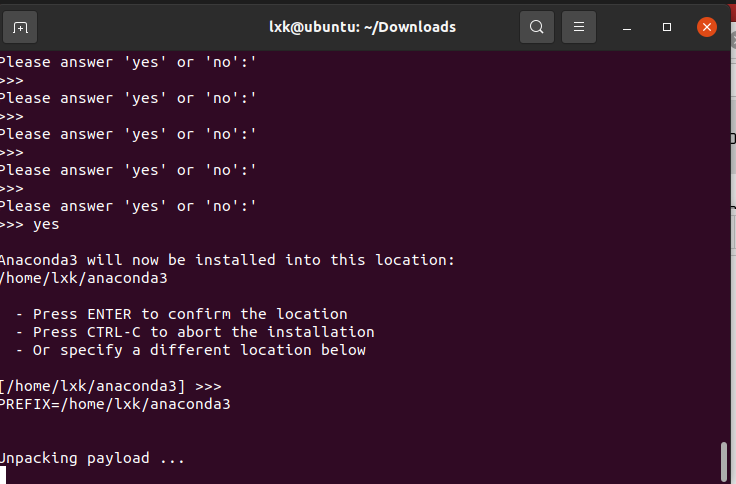 lxk@ubuntu: ~/Downloads
Please answer 'yes' or 'no':'
>>>
Please answer 'yes' or 'no':'
>>>
Please answer 'yes' or 'no':'
>>>
Please answer 'yes' or 'no':'
>>>
Please answer 'yes' or 'no':'
>>> yes
Anaconda3 will now be installed into this location:
/home/lxk/anaconda3
- Press ENTER to confirm the location
- Press CTRL-C to abort the installation
- Or specify a different location below
[/home/lxk/anaconda3] >>>
PREFIX=/home/lxk/anaconda3
Unpacking payload ...